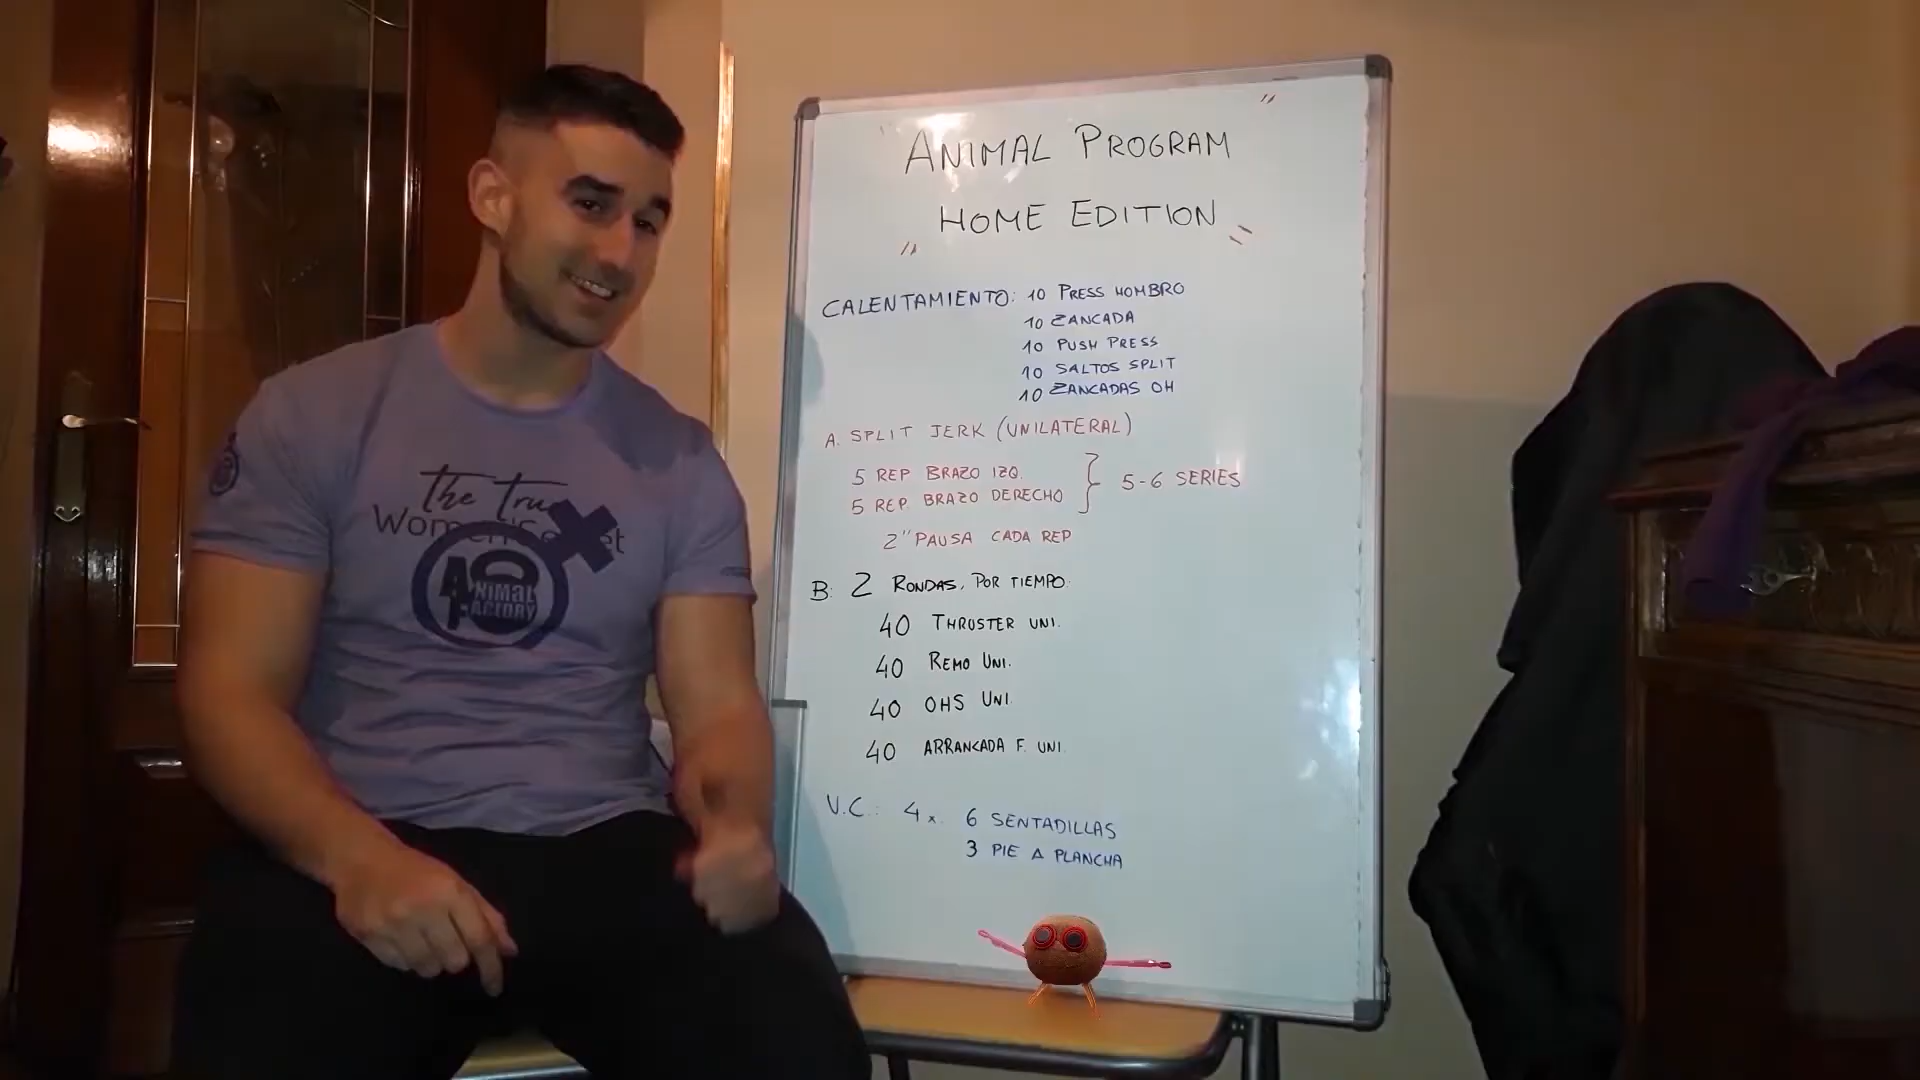 "ANIMAL PROGRAM"
"HOME EDITION"
CALENTAMIENTO: 10 PRESS HOMBRO
10 ZANCADA
10 PUSH PRESS
10 SALTOS SPLIT
10 ZANCADAS OH
A. SPLIT JERK (UNILATERAL)
5 REP BRAZO IZQ.
5 REP BRAZO DERECHO } 5-6 SERIES
2" PAUSA CADA REP
B: 2 RONDAS, POR TIEMPO.
40 THRUSTER UNI.
40 REMO UNI.
40 OHS UNI.
40 ARRANCADA F. UNI.
V.C.: 4 x. 6 SENTADILLAS
3 PIE A PLANCHA
the true
ANIMAL
FACTORY